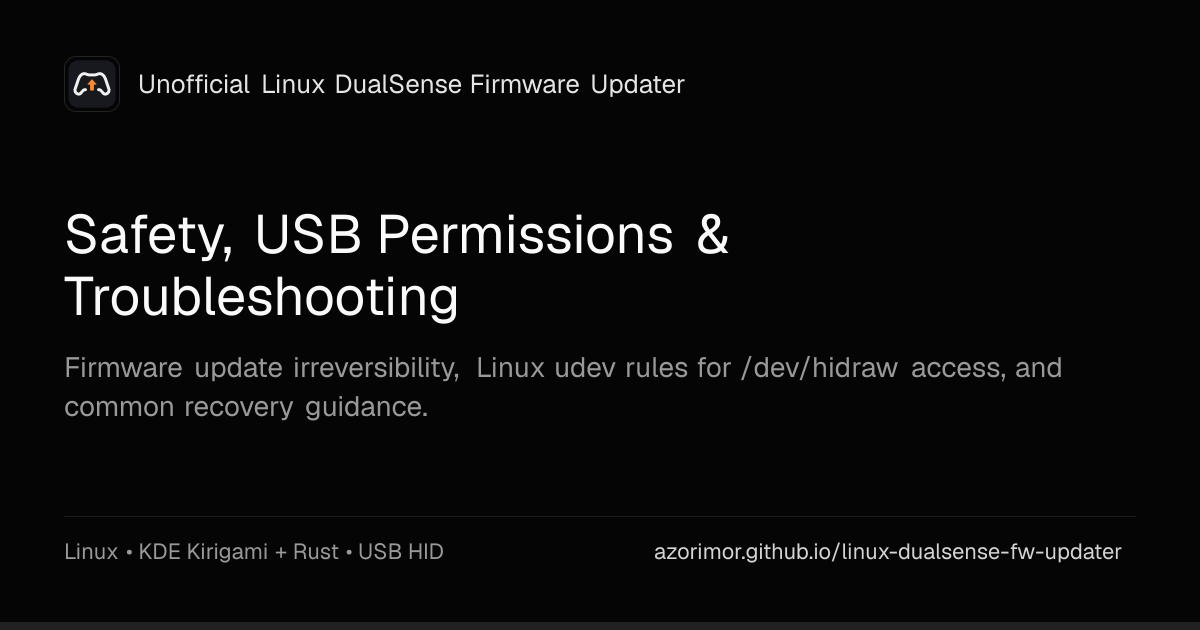 Unofficial Linux DualSense Firmware Updater
Safety, USB Permissions &
Troubleshooting
Firmware update irreversibility, Linux udev rules for /dev/hidraw access, and
common recovery guidance.
Linux • KDE Kirigami + Rust • USB HID
azorimor.github.io/linux-dualsense-fw-updater